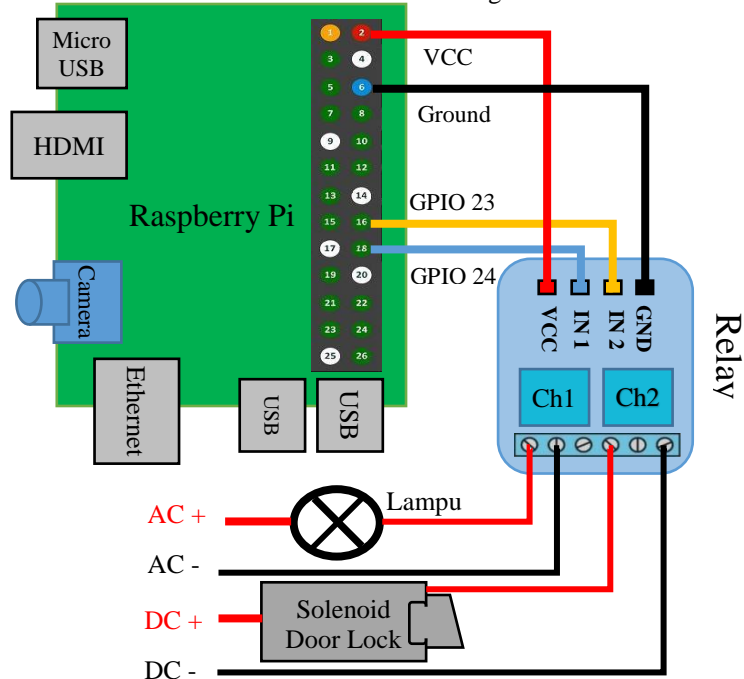 Micro
USB
HDMI
Raspberry Pi
Camera
Ethernet
USB
USB
1 2
3 4
5 6
7 8
9 10
11 12
13 14
15 16
17 18
19 20
21 22
23 24
25 26
VCC
Ground
GPIO 23
GPIO 24
VCC
IN 1
IN 2
GND
Relay
Ch1
Ch2
Lampu
AC +
AC -
Solenoid
Door Lock
DC +
DC -